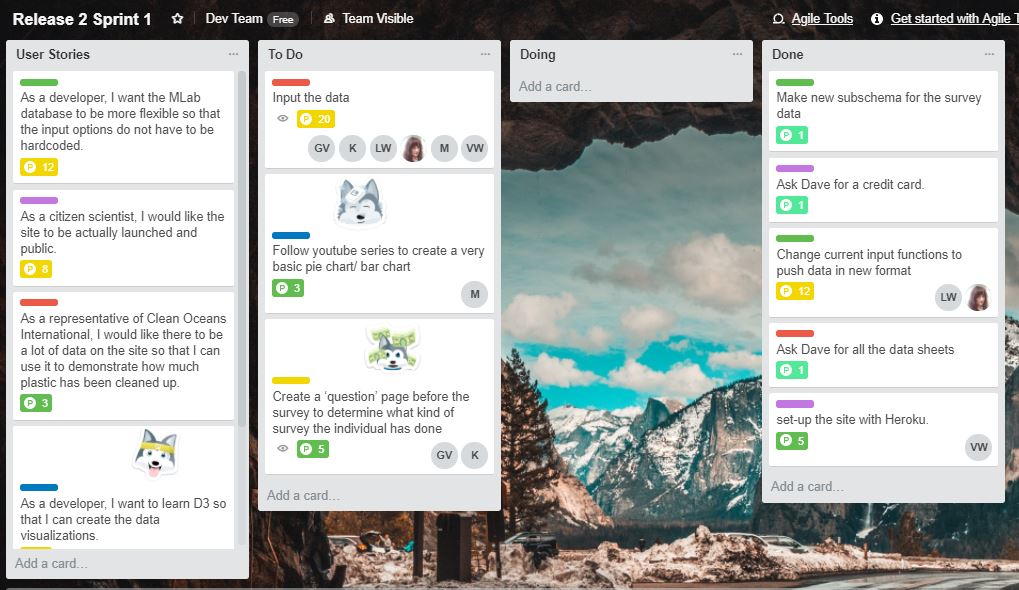 Release 2 Sprint 1
Dev Team Free
Team Visible
Agile Tools
Get started with Agile T
User Stories
As a developer, I want the MLab
database to be more flexible so that
the input options do not have to be
hardcoded.
P 12
As a citizen scientist, I would like the
site to be actually launched and
public.
P 8
As a representative of Clean Oceans
International, I would like there to be
a lot of data on the site so that I can
use it to demonstrate how much
plastic has been cleaned up.
P 3
As a developer, I want to learn D3 so
that I can create the data
visualizations.
Add a card…
To Do
Input the data
P 20
GV K LW M VW
Follow youtube series to create a very
basic pie chart/ bar chart
P 3
M
Create a ‘question’ page before the
survey to determine what kind of
survey the individual has done
P 5
GV K
Add a card…
Doing
Add a card…
Done
Make new subschema for the survey
data
P 1
Ask Dave for a credit card.
P 1
Change current input functions to
push data in new format
P 12
LW
Ask Dave for all the data sheets
P 1
set-up the site with Heroku.
P 5
VW
Add a card…